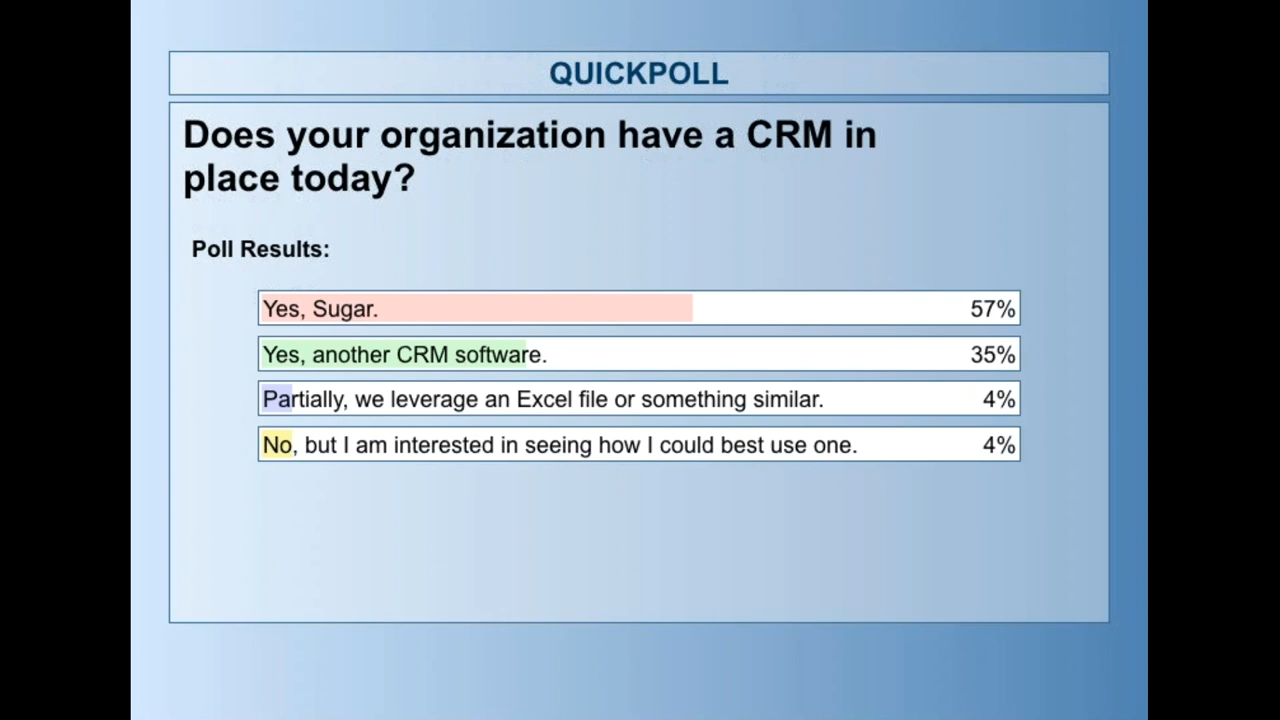 QUICKPOLL
Does your organization have a CRM in
place today?
Poll Results:
Yes, Sugar. 57%
Yes, another CRM software. 35%
Partially, we leverage an Excel file or something similar. 4%
No, but I am interested in seeing how I could best use one. 4%